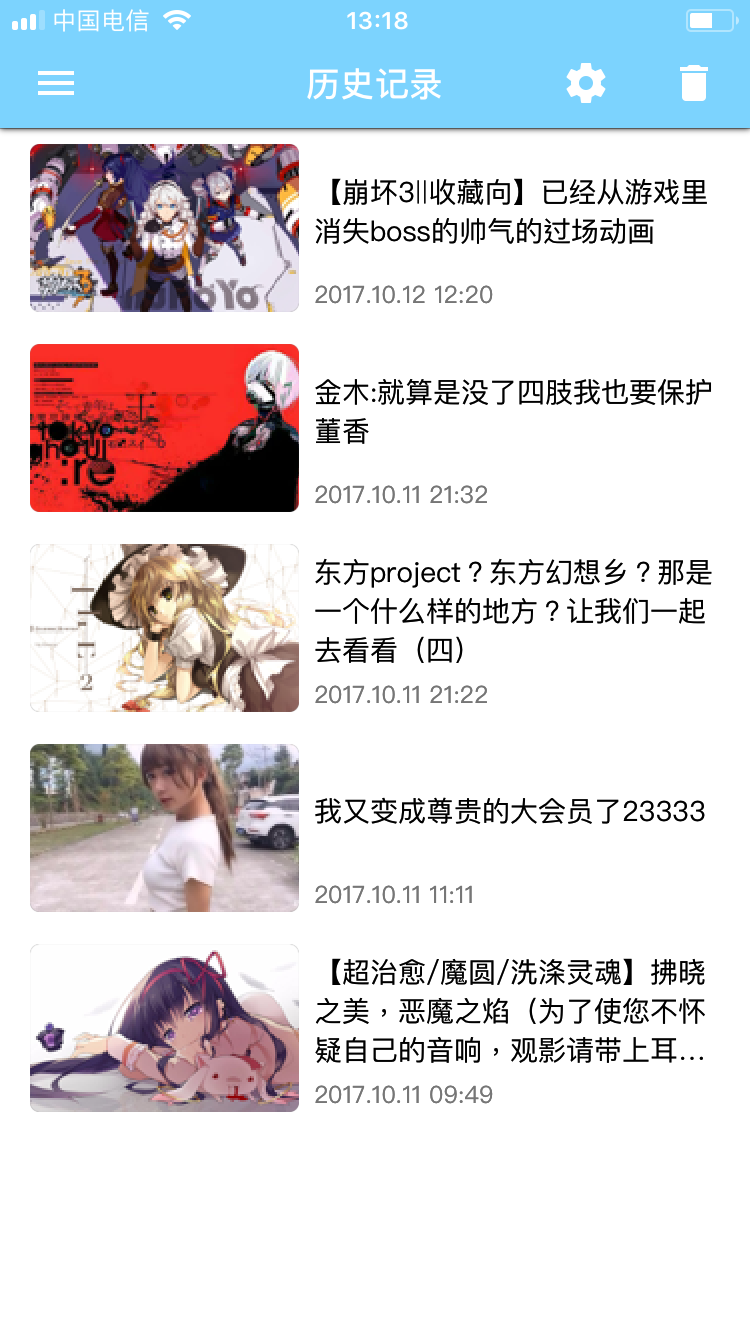 中国电信
13:18
历史记录
【崩坏3||收藏向】已经从游戏里
消失boss的帅气的过场动画
2017.10.12 12:20
金木:就算是没了四肢我也要保护
董香
2017.10.11 21:32
tokyo
ghoul
:re
东方project？东方幻想乡？那是
一个什么样的地方？让我们一起
去看看（四）
2017.10.11 21:22
2
我又变成尊贵的大会员了23333
2017.10.11 11:11
【超治愈/魔圆/洗涤灵魂】拂晓
之美，恶魔之焰（为了使您不怀
疑自己的音响，观影请带上耳...
2017.10.11 09:49